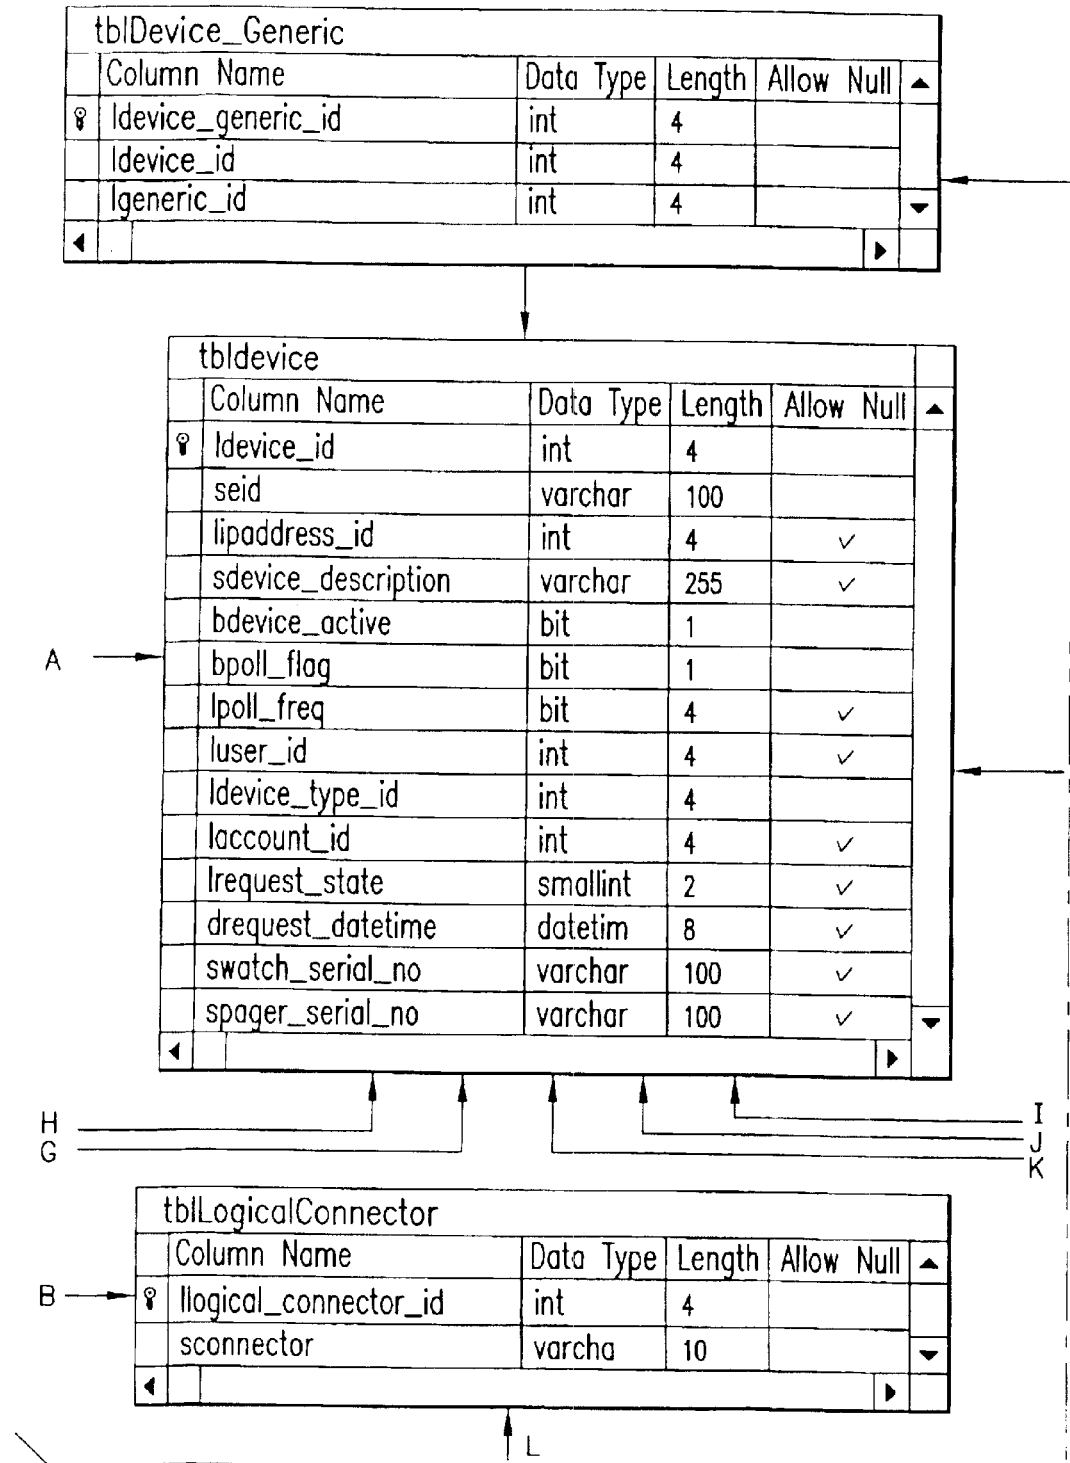 tblDevice_Generic
Column Name Data Type Length Allow Null
ldevice_generic_id int 4
ldevice_id int 4
lgeneric_id int 4
tbldevice
Column Name Data Type Length Allow Null
ldevice_id int 4
seid varchar 100
lipaddress_id int 4 ✓
sdevice_description varchar 255 ✓
bdevice_active bit 1
A bpoll_flag bit 1
lpoll_freq bit 4 ✓
luser_id int 4 ✓
ldevice_type_id int 4
laccount_id int 4 ✓
lrequest_state smallint 2 ✓
drequest_datetime datetim 8 ✓
swatch_serial_no varchar 100 ✓
spager_serial_no varchar 100 ✓
H I
G J
K
tblLogicalConnector
Column Name Data Type Length Allow Null
B llogical_connector_id int 4
sconnector varcha 10
L